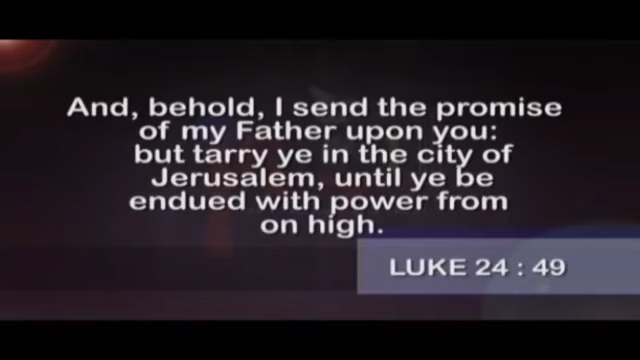 And, behold, I send the promise
of my Father upon you:
but tarry ye in the city of
Jerusalem, until ye be
endued with power from
on high.
LUKE 24 : 49